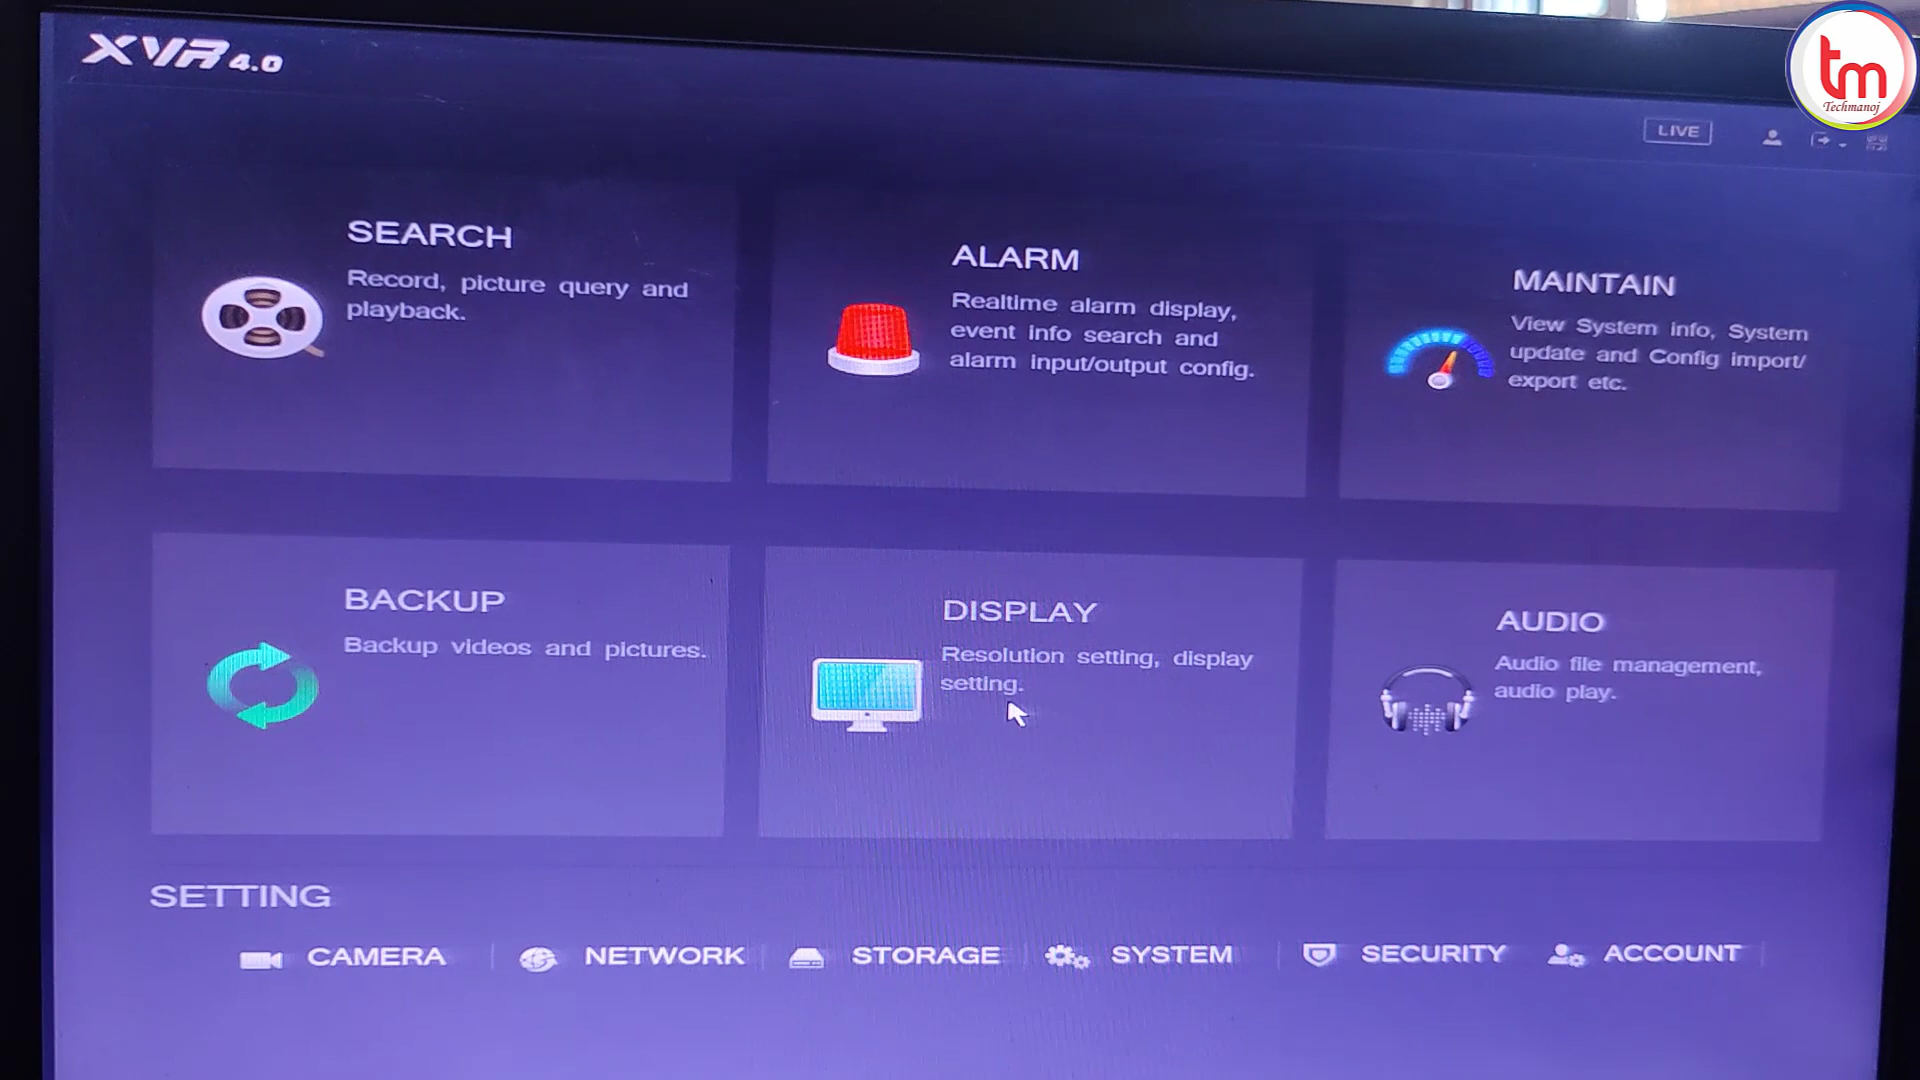 XVR 4.0
tm
Techmanoj
LIVE
SEARCH
Record, picture query and
playback.
ALARM
Realtime alarm display,
event info search and
alarm input/output config.
MAINTAIN
View System info, System
update and Config import/
export etc.
BACKUP
Backup videos and pictures.
DISPLAY
Resolution setting, display
setting.
AUDIO
Audio file management,
audio play.
SETTING
CAMERA
NETWORK
STORAGE
SYSTEM
SECURITY
ACCOUNT